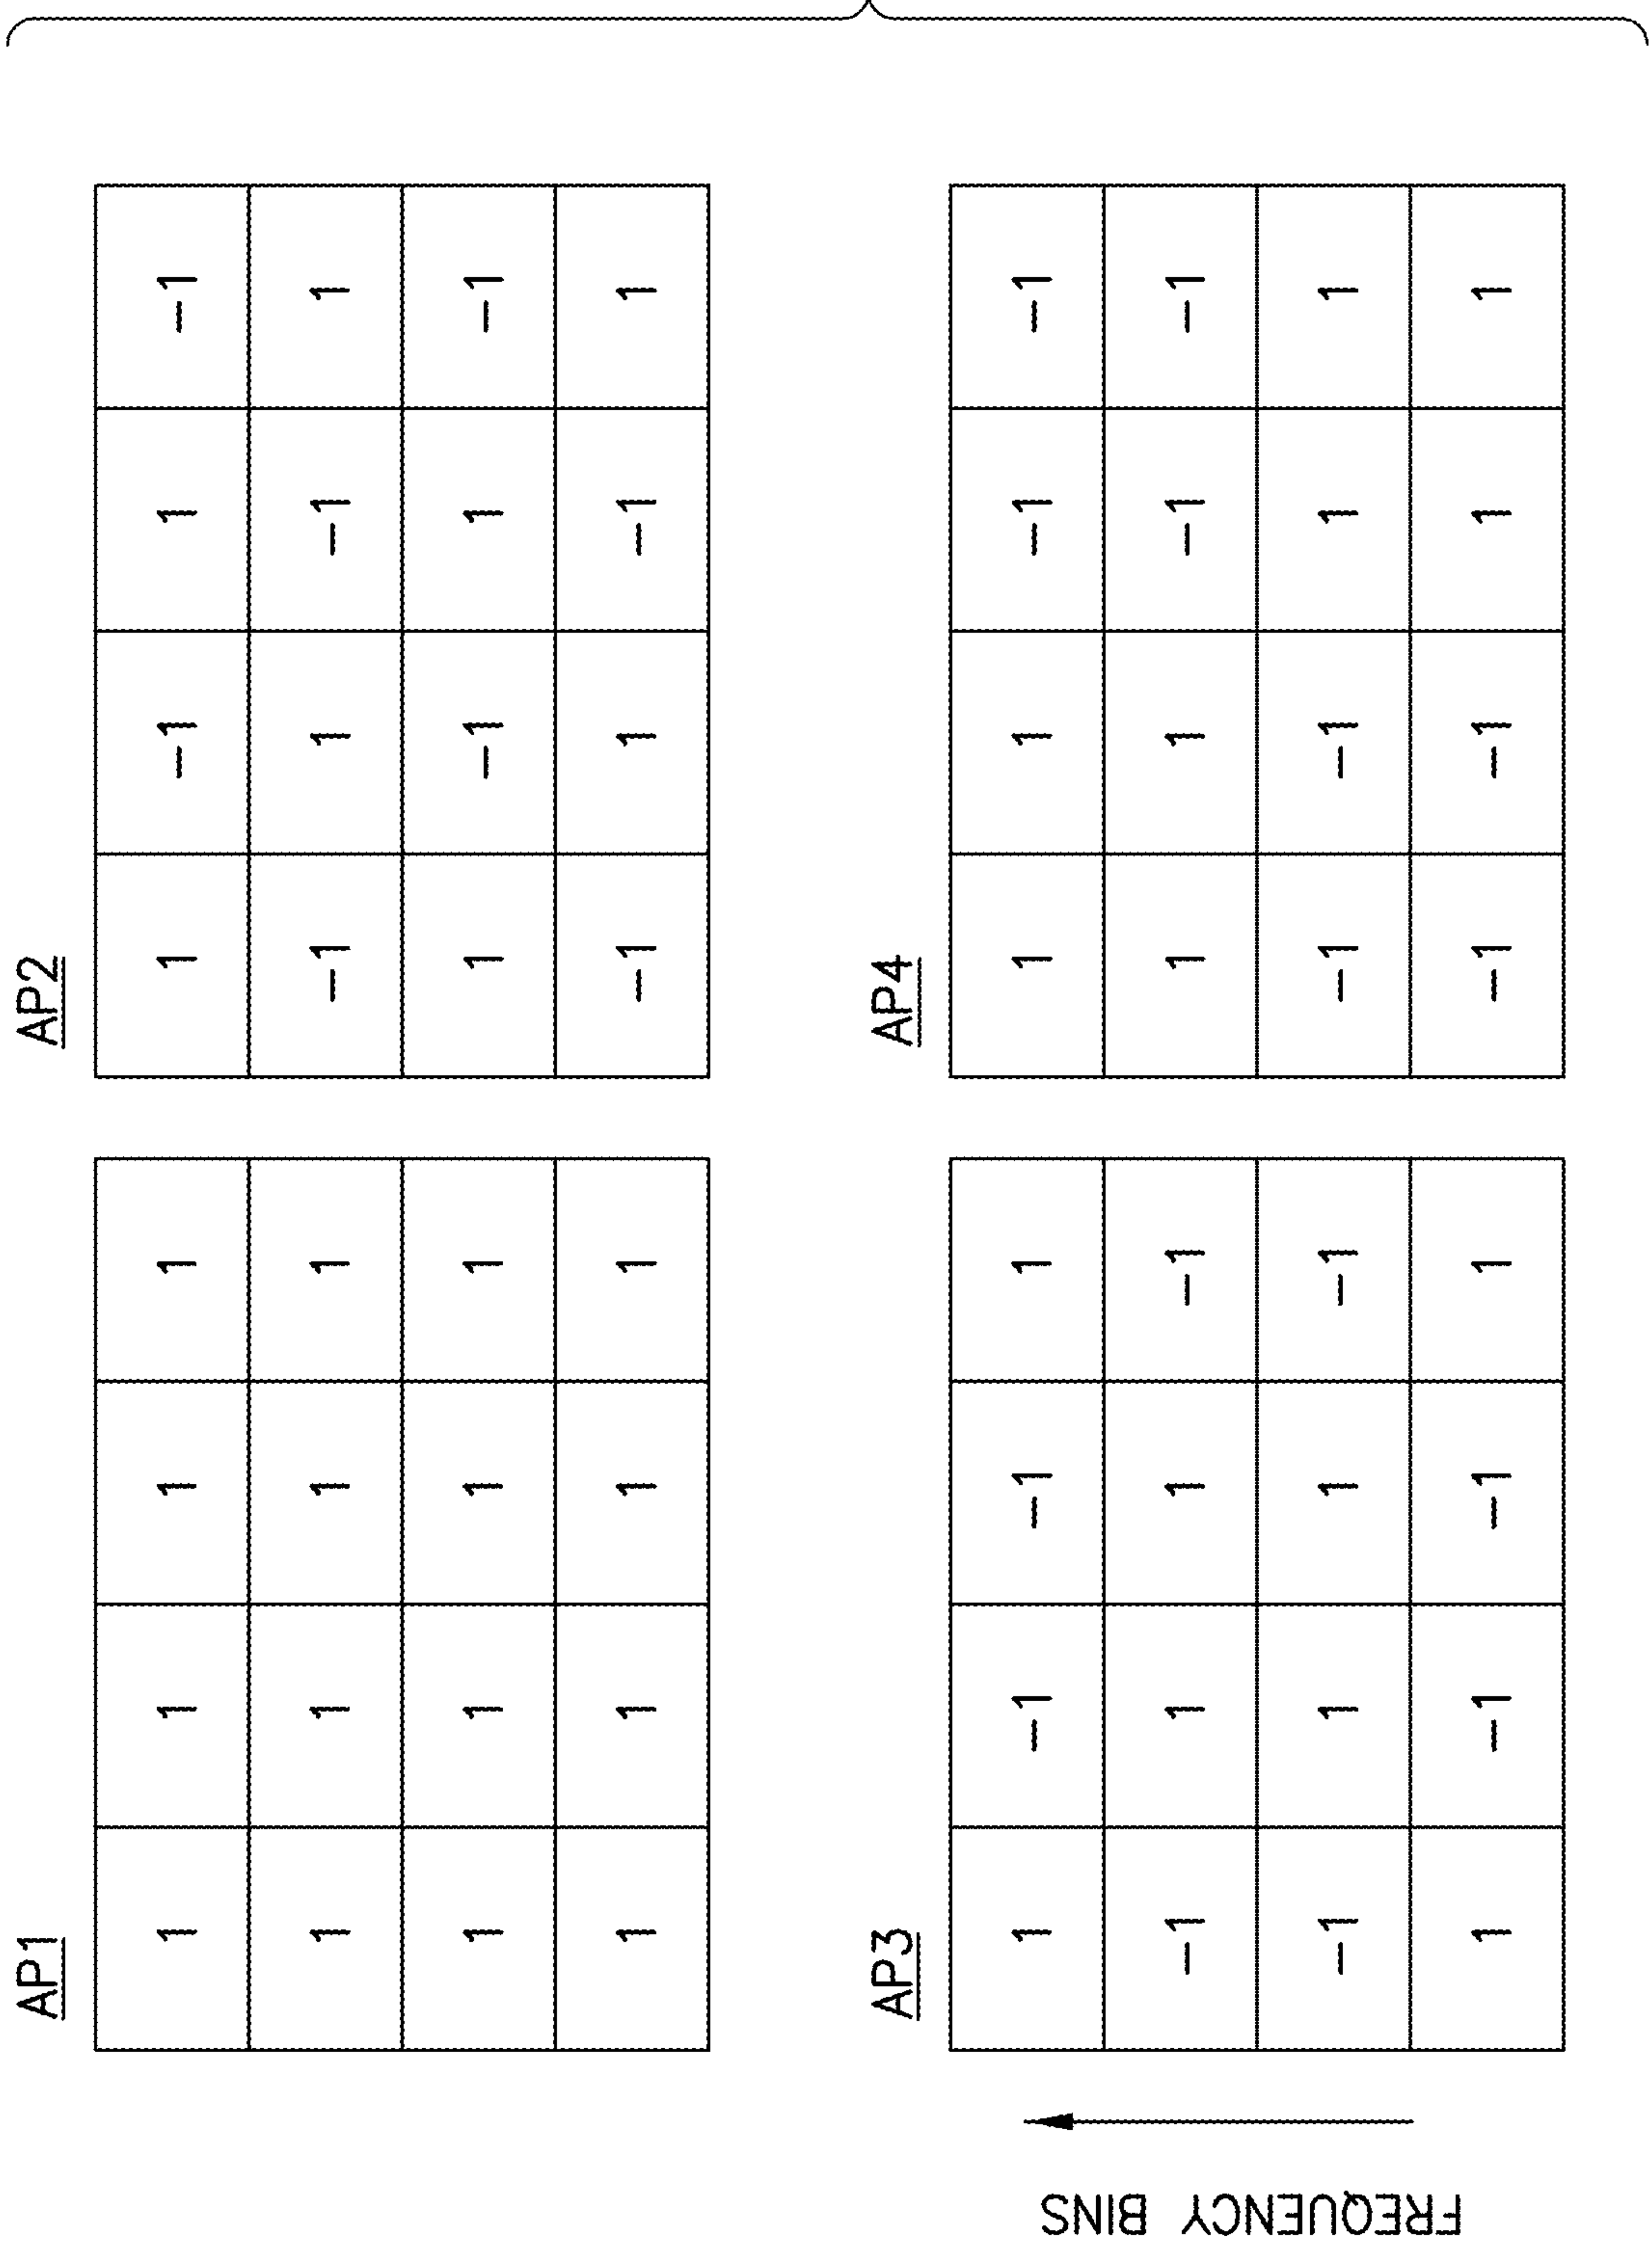 AP1
1 1 1 1
1 1 1 1
1 1 1 1
1 1 1 1
AP2
1 -1 1 -1
-1 1 -1 1
1 -1 1 -1
-1 1 -1 1
AP3
1 -1 -1 1
-1 1 1 -1
-1 1 1 -1
1 -1 -1 1
AP4
1 1 -1 -1
1 1 -1 -1
-1 -1 1 1
-1 -1 1 1
FREQUENCY BINS